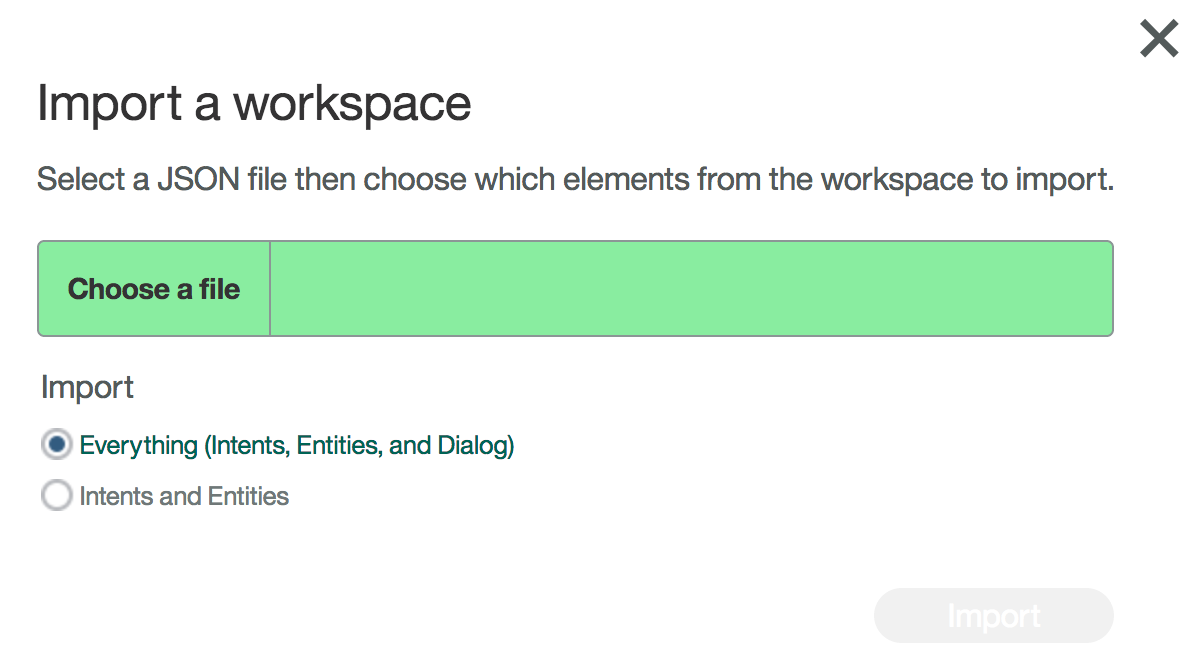 Import a workspace
Select a JSON file then choose which elements from the workspace to import.
Choose a file
Import
Everything (Intents, Entities, and Dialog)
Intents and Entities
Import